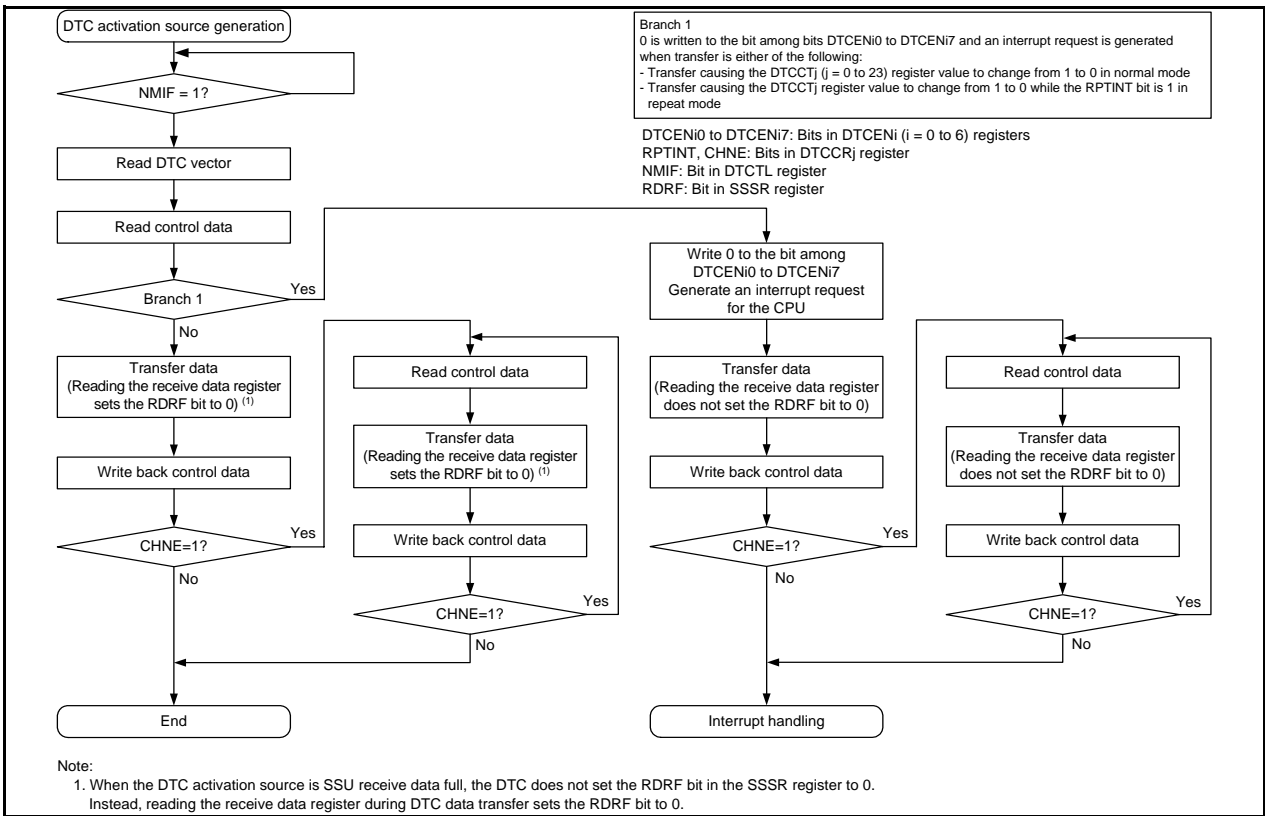 DTC activation source generation
NMIF = 1?
Read DTC vector
Read control data
Branch 1
Yes
No
Transfer data
(Reading the receive data register
sets the RDRF bit to 0) (1)
Write back control data
CHNE=1?
Yes
No
End
Read control data
Transfer data
(Reading the receive data register
sets the RDRF bit to 0) (1)
Write back control data
CHNE=1?
Yes
No
Branch 1
0 is written to the bit among bits DTCENi0 to DTCENi7 and an interrupt request is generated
when transfer is either of the following:
- Transfer causing the DTCCTj (j = 0 to 23) register value to change from 1 to 0 in normal mode
- Transfer causing the DTCCTj register value to change from 1 to 0 while the RPTINT bit is 1 in
repeat mode
DTCENi0 to DTCENi7: Bits in DTCENi (i = 0 to 6) registers
RPTINT, CHNE: Bits in DTCCRj register
NMIF: Bit in DTCTL register
RDRF: Bit in SSSR register
Write 0 to the bit among
DTCENi0 to DTCENi7
Generate an interrupt request
for the CPU
Transfer data
(Reading the receive data register
does not set the RDRF bit to 0)
Write back control data
CHNE=1?
Yes
No
Interrupt handling
Read control data
Transfer data
(Reading the receive data register
does not set the RDRF bit to 0)
Write back control data
CHNE=1?
Yes
No
Note:
1. When the DTC activation source is SSU receive data full, the DTC does not set the RDRF bit in the SSSR register to 0.
Instead, reading the receive data register during DTC data transfer sets the RDRF bit to 0.